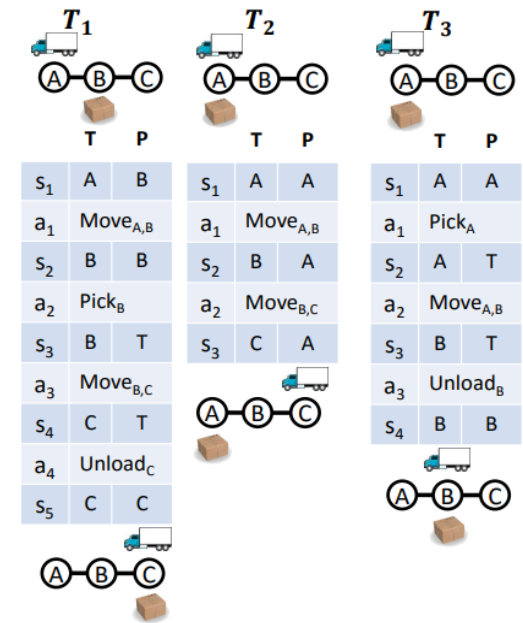 T1
A B C
T P
s1 A B
a1 MoveA,B
s2 B B
a2 PickB
s3 B T
a3 MoveB,C
s4 C T
a4 UnloadC
s5 C C
A B C
T2
A B C
T P
s1 A A
a1 MoveA,B
s2 B A
a2 MoveB,C
s3 C A
A B C
T3
A B C
T P
s1 A A
a1 PickA
s2 A T
a2 MoveA,B
s3 B T
a3 UnloadB
s4 B B
A B C